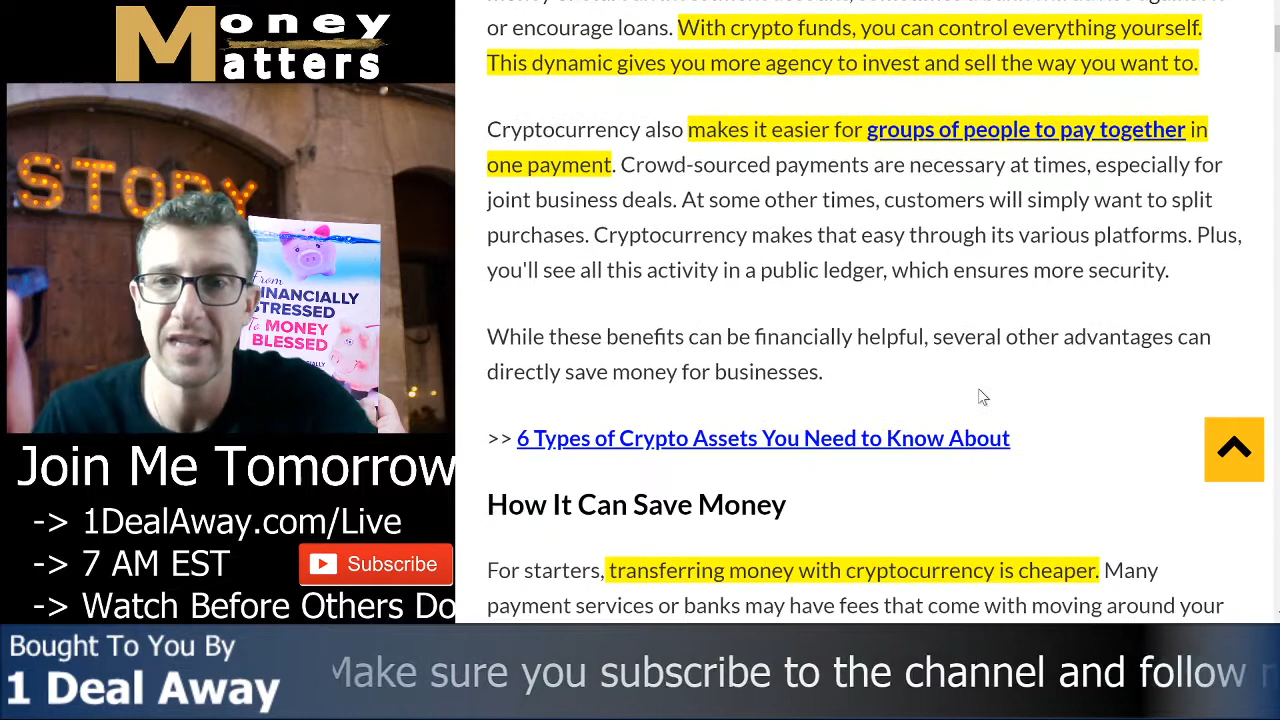 Money
Matters
STORY
From
FINANCIALLY
STRESSED
To MONEY
BLESSED
Join Me Tomorrow
-> 1DealAway.com/Live
-> 7 AM EST
Subscribe
-> Watch Before Others Do
or encourage loans. With crypto funds, you can control everything yourself.
This dynamic gives you more agency to invest and sell the way you want to.
Cryptocurrency also makes it easier for groups of people to pay together in
one payment. Crowd-sourced payments are necessary at times, especially for
joint business deals. At some other times, customers will simply want to split
purchases. Cryptocurrency makes that easy through its various platforms. Plus,
you'll see all this activity in a public ledger, which ensures more security.
While these benefits can be financially helpful, several other advantages can
directly save money for businesses.
>> 6 Types of Crypto Assets You Need to Know About
How It Can Save Money
For starters, transferring money with cryptocurrency is cheaper. Many
payment services or banks may have fees that come with moving around your
Bought To You By
1 Deal Away
Make sure you subscribe to the channel and follow